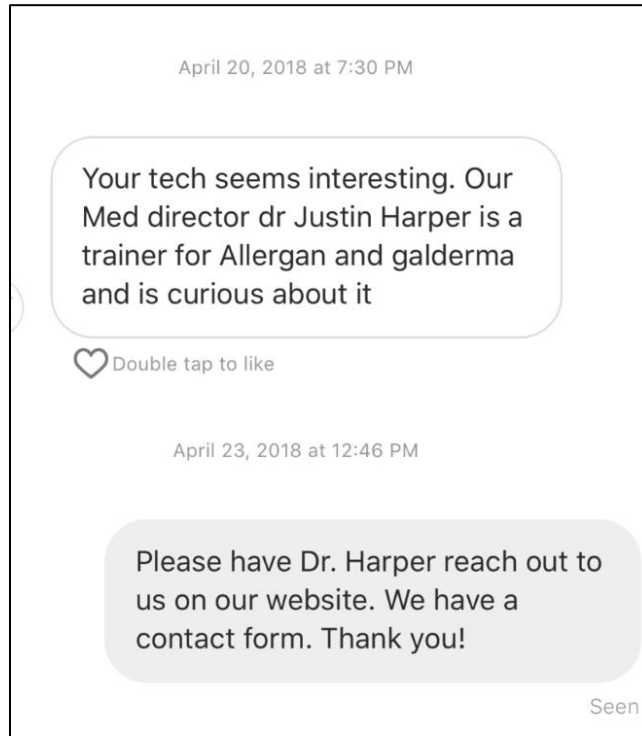 April 20, 2018 at 7:30 PM
Your tech seems interesting. Our
Med director dr Justin Harper is a
trainer for Allergan and galderma
and is curious about it
Double tap to like
April 23, 2018 at 12:46 PM
Please have Dr. Harper reach out to
us on our website. We have a
contact form. Thank you!
Seen